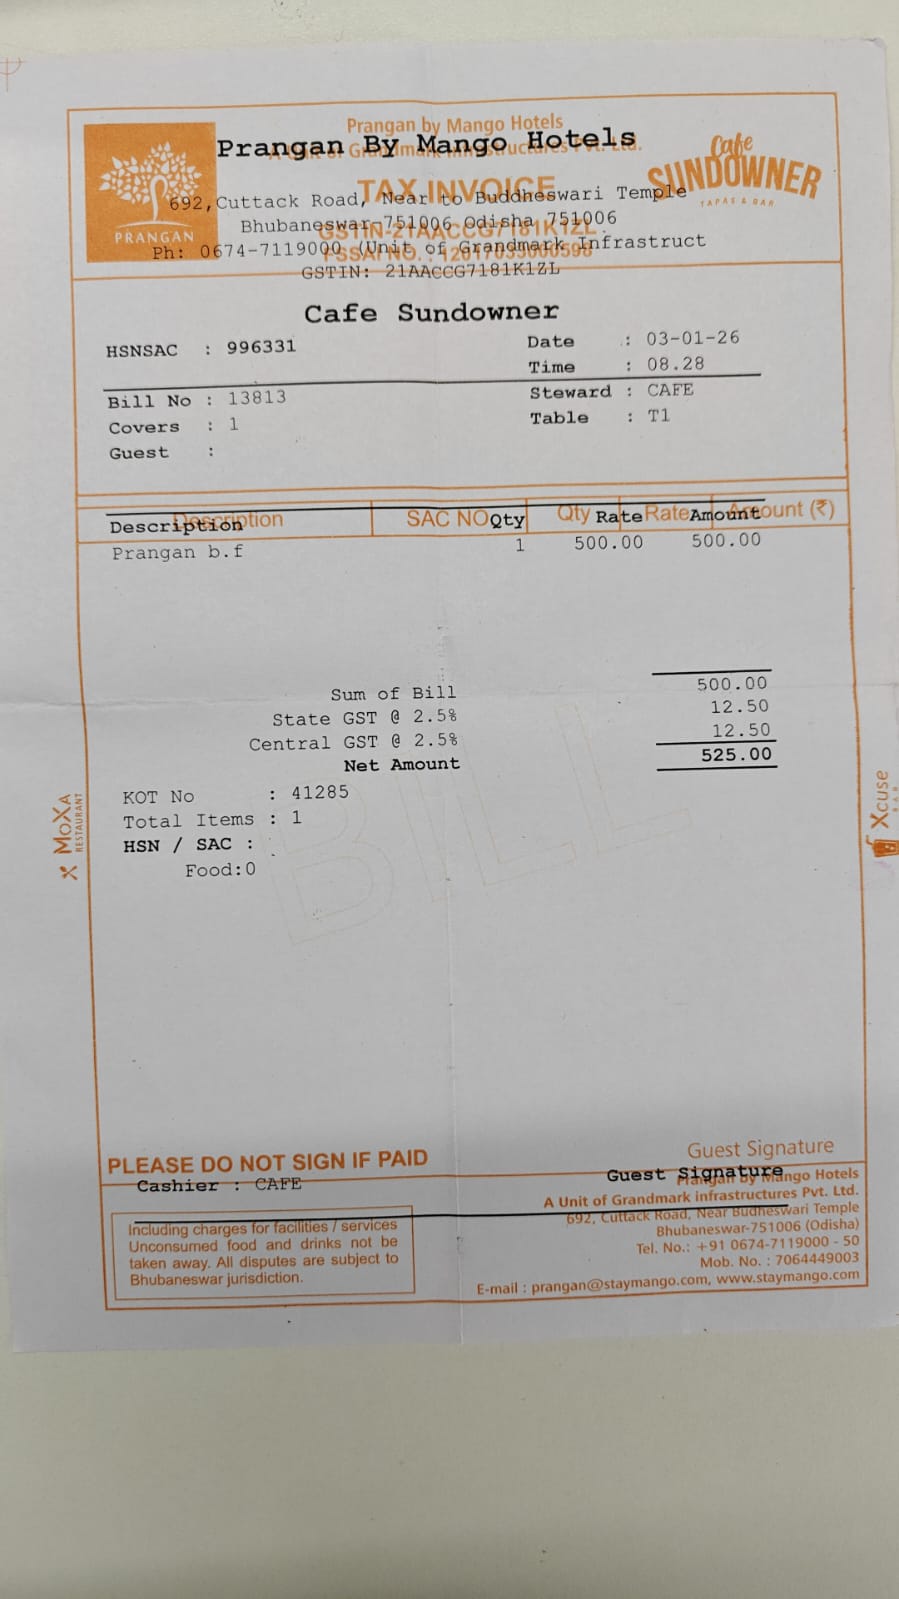 Prangan by Mango Hotels
Prangan By Mango Hotels
Cafe
SUNDOWNER
TAPAS & BAR
TAX INVOICE
692,Cuttack Road, Near to Buddheswari Temple
Bhubaneswar-751006 Odisha 751006
GSTIN-21AACCG7181K1ZL
PRANGAN
Ph: 0674-7119000 (Unit of Grandmark Infrastruct
GSTIN: 21AACCG7181K1ZL
Cafe Sundowner
HSNSAC : 996331
Date : 03-01-26
Time : 08.28
Bill No : 13813
Steward : CAFE
Covers : 1
Table : T1
Guest :
Description SAC NO Qty Rate Amount (₹)
Description Qty Rate Amount
Prangan b.f 1 500.00 500.00
Sum of Bill 500.00
State GST @ 2.5% 12.50
Central GST @ 2.5% 12.50
Net Amount 525.00
KOT No : 41285
Total Items : 1
HSN / SAC :
Food:0
BILL
MoXA
RESTAURANT
Xcuse
BAR
PLEASE DO NOT SIGN IF PAID
Guest Signature
Cashier : CAFE
Guest Signature
Prangan by Mango Hotels
A Unit of Grandmark infrastructures Pvt. Ltd.
692, Cuttack Road, Near Budheswari Temple
Bhubaneswar-751006 (Odisha)
Tel. No.: +91 0674-7119000 - 50
Mob. No. : 7064449003
E-mail : prangan@staymango.com, www.staymango.com
Including charges for facilities / services
Unconsumed food and drinks not be
taken away. All disputes are subject to
Bhubaneswar jurisdiction.